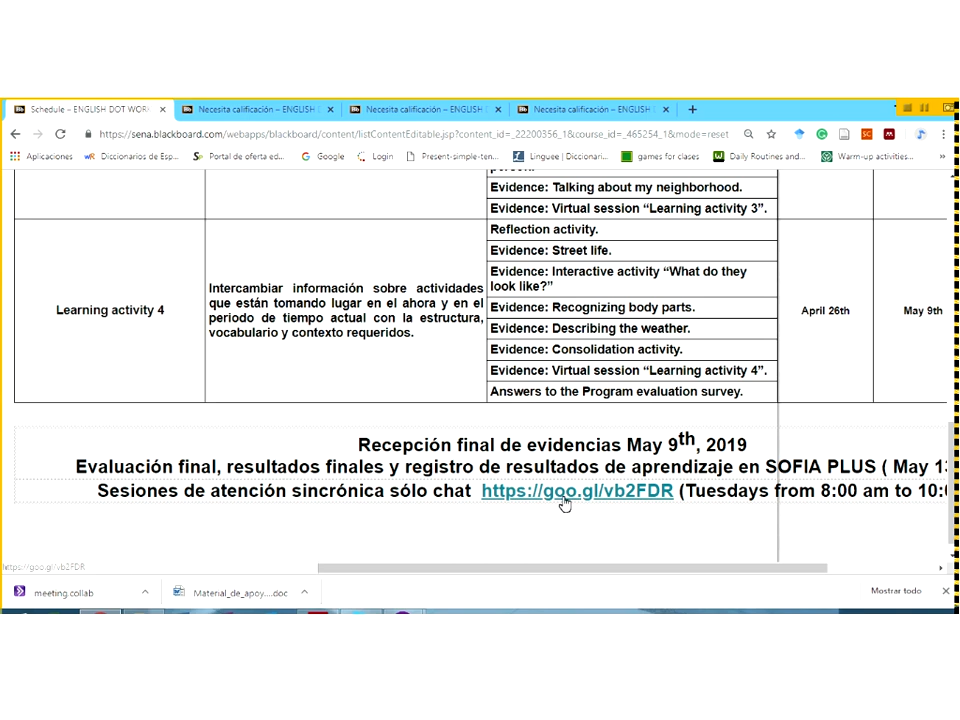 Schedule – ENGLISH DOT WOR
Necesita calificación – ENGLISH
Necesita calificación – ENGLISH
Necesita calificación – ENGLISH
https://sena.blackboard.com/webapps/blackboard/content/listContentEditable.jsp?content_id=_22200356_1&course_id=_465254_1&mode=reset
Aplicaciones
Diccionarios de Esp...
Portal de oferta ed...
Google
Login
Present-simple-ten...
Linguee | Diccionari...
games for clases
Daily Routines and...
Warm-up activities...
»
person.
Evidence: Talking about my neighborhood.
Evidence: Virtual session “Learning activity 3”.
Learning activity 4
Intercambiar información sobre actividades
que están tomando lugar en el ahora y en el
periodo de tiempo actual con la estructura,
vocabulario y contexto requeridos.
Reflection activity.
Evidence: Street life.
Evidence: Interactive activity “What do they
look like?”
Evidence: Recognizing body parts.
Evidence: Describing the weather.
Evidence: Consolidation activity.
Evidence: Virtual session “Learning activity 4”.
Answers to the Program evaluation survey.
April 26th
May 9th
Recepción final de evidencias May 9th, 2019
Evaluación final, resultados finales y registro de resultados de aprendizaje en SOFIA PLUS ( May 13
Sesiones de atención sincrónica sólo chat https://goo.gl/vb2FDR (Tuesdays from 8:00 am to 10:0
https://goo.gl/vb2FDR
meeting.collab
Material_de_apoy....doc
Mostrar todo